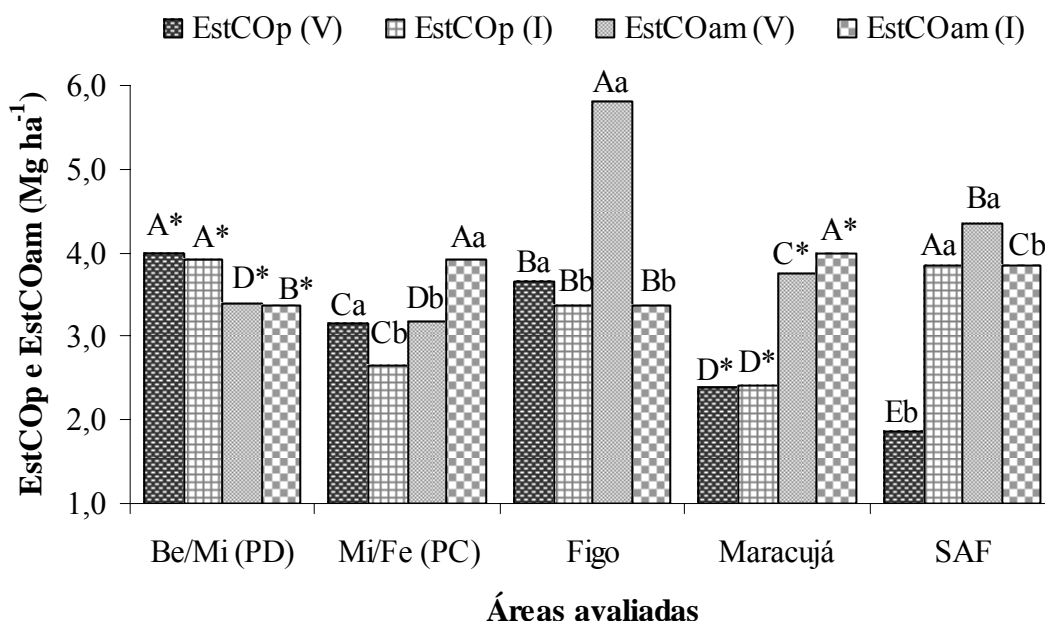 EstCOp (V) EstCOp (I) EstCOam (V) EstCOam (I)
EstCOp e EstCOam (Mg ha⁻¹)
6,0
5,0
4,0
3,0
2,0
1,0
A* A* D* B*
Ca Cb Db Aa
Ba Bb Aa Bb
D* D* C* A*
Eb Aa Ba Cb
Be/Mi (PD) Mi/Fe (PC) Figo Maracujá SAF
Áreas avaliadas